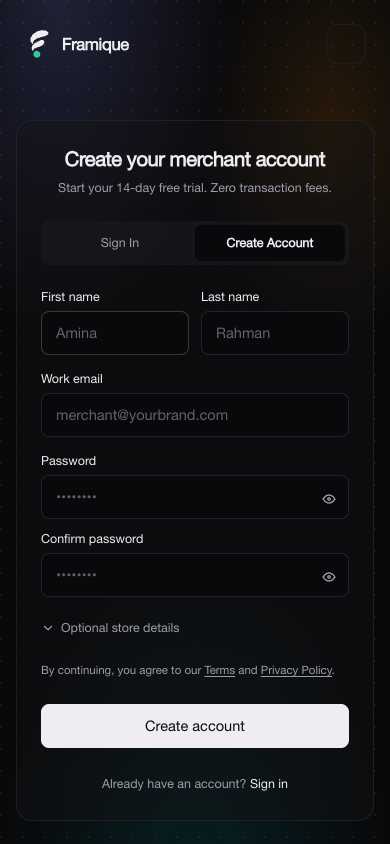 Framique
Create your merchant account
Start your 14-day free trial. Zero transaction fees.
Sign In
Create Account
First name
Last name
Amina
Rahman
Work email
merchant@yourbrand.com
Password
••••••••
Confirm password
••••••••
Optional store details
By continuing, you agree to our Terms and Privacy Policy.
Create account
Already have an account? Sign in